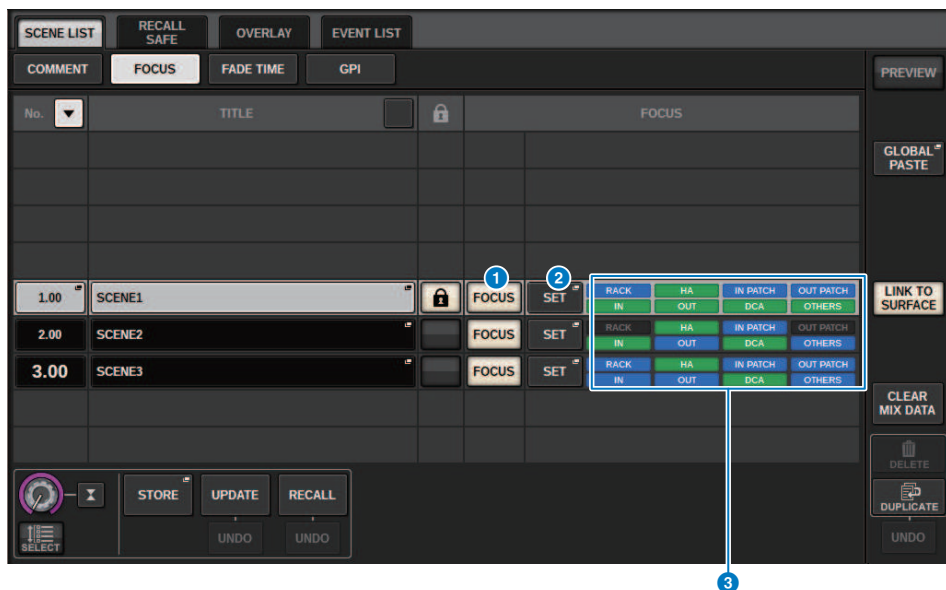 SCENE LIST RECALL SAFE OVERLAY EVENT LIST
COMMENT FOCUS FADE TIME GPI PREVIEW
No. TITLE FOCUS
GLOBAL PASTE
1 2
1.00 SCENE1 FOCUS SET RACK HA IN PATCH OUT PATCH LINK TO SURFACE
IN OUT DCA OTHERS
2.00 SCENE2 FOCUS SET RACK HA IN PATCH OUT PATCH
IN OUT DCA OTHERS
3.00 SCENE3 FOCUS SET RACK HA IN PATCH OUT PATCH
IN OUT DCA OTHERS
CLEAR MIX DATA
DELETE
STORE UPDATE RECALL DUPLICATE
SELECT UNDO UNDO UNDO
3